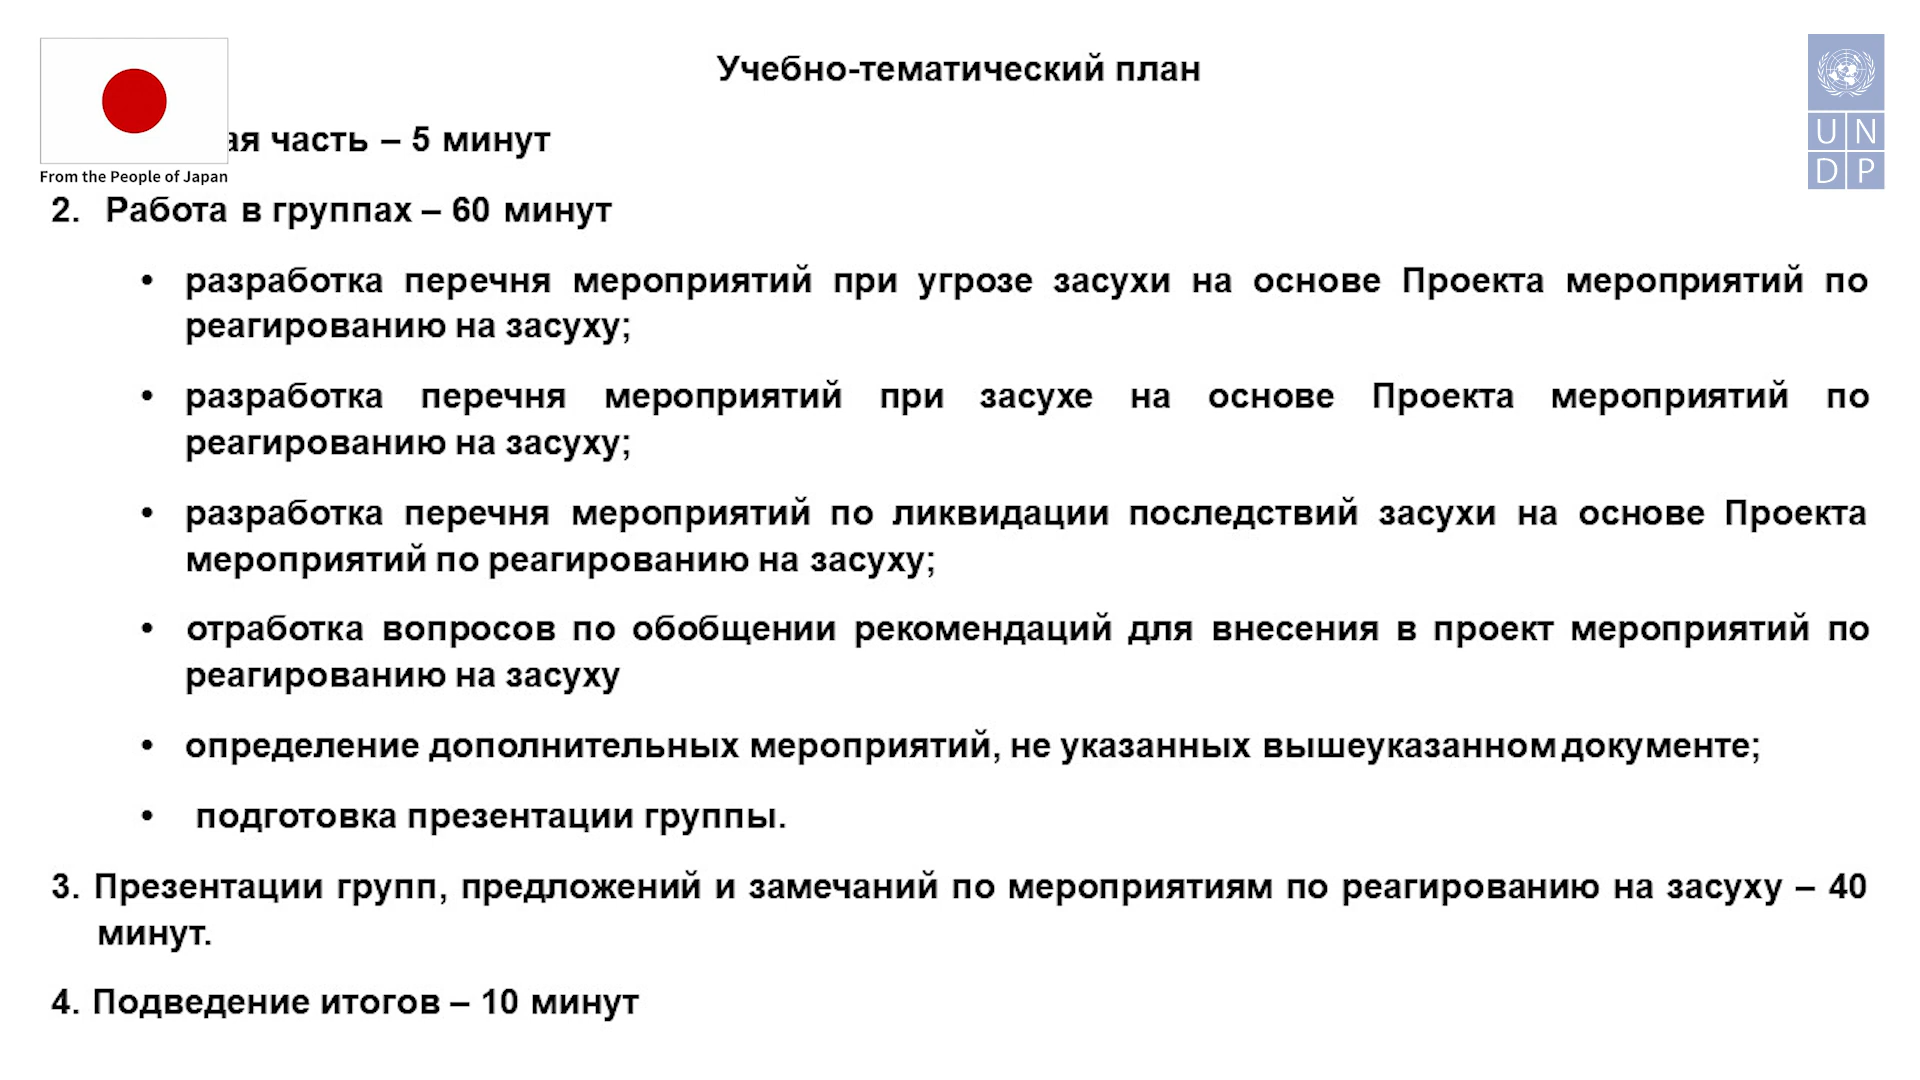 Учебно-тематический план
часть – 5 минут
From the People of Japan
UN
DP
2. Работа в группах – 60 минут
• разработка перечня мероприятий при угрозе засухи на основе Проекта мероприятий по
реагированию на засуху;
• разработка перечня мероприятий при засухе на основе Проекта мероприятий по
реагированию на засуху;
• разработка перечня мероприятий по ликвидации последствий засухи на основе Проекта
мероприятий по реагированию на засуху;
• отработка вопросов по обобщении рекомендаций для внесения в проект мероприятий по
реагированию на засуху
• определение дополнительных мероприятий, не указанных вышеуказанном документе;
• подготовка презентации группы.
3. Презентации групп, предложений и замечаний по мероприятиям по реагированию на засуху – 40
минут.
4. Подведение итогов – 10 минут